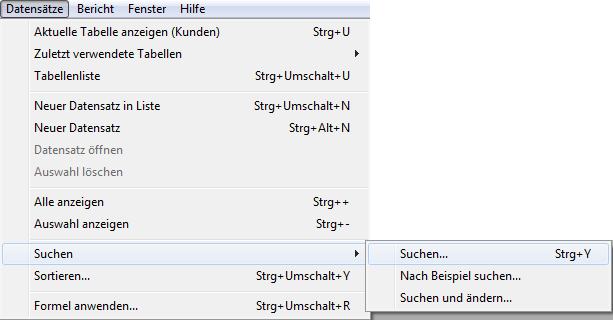 Datensätze Bericht Fenster Hilfe
Aktuelle Tabelle anzeigen (Kunden) Strg+U
Zuletzt verwendete Tabellen
Tabellenliste Strg+Umschalt+U
Neuer Datensatz in Liste Strg+Umschalt+N
Neuer Datensatz Strg+Alt+N
Datensatz öffnen
Auswahl löschen
Alle anzeigen Strg++
Auswahl anzeigen Strg+-
Suchen
Suchen... Strg+Y
Sortieren... Strg+Umschalt+Y
Nach Beispiel suchen...
Suchen und ändern...
Formel anwenden... Strg+Umschalt+R